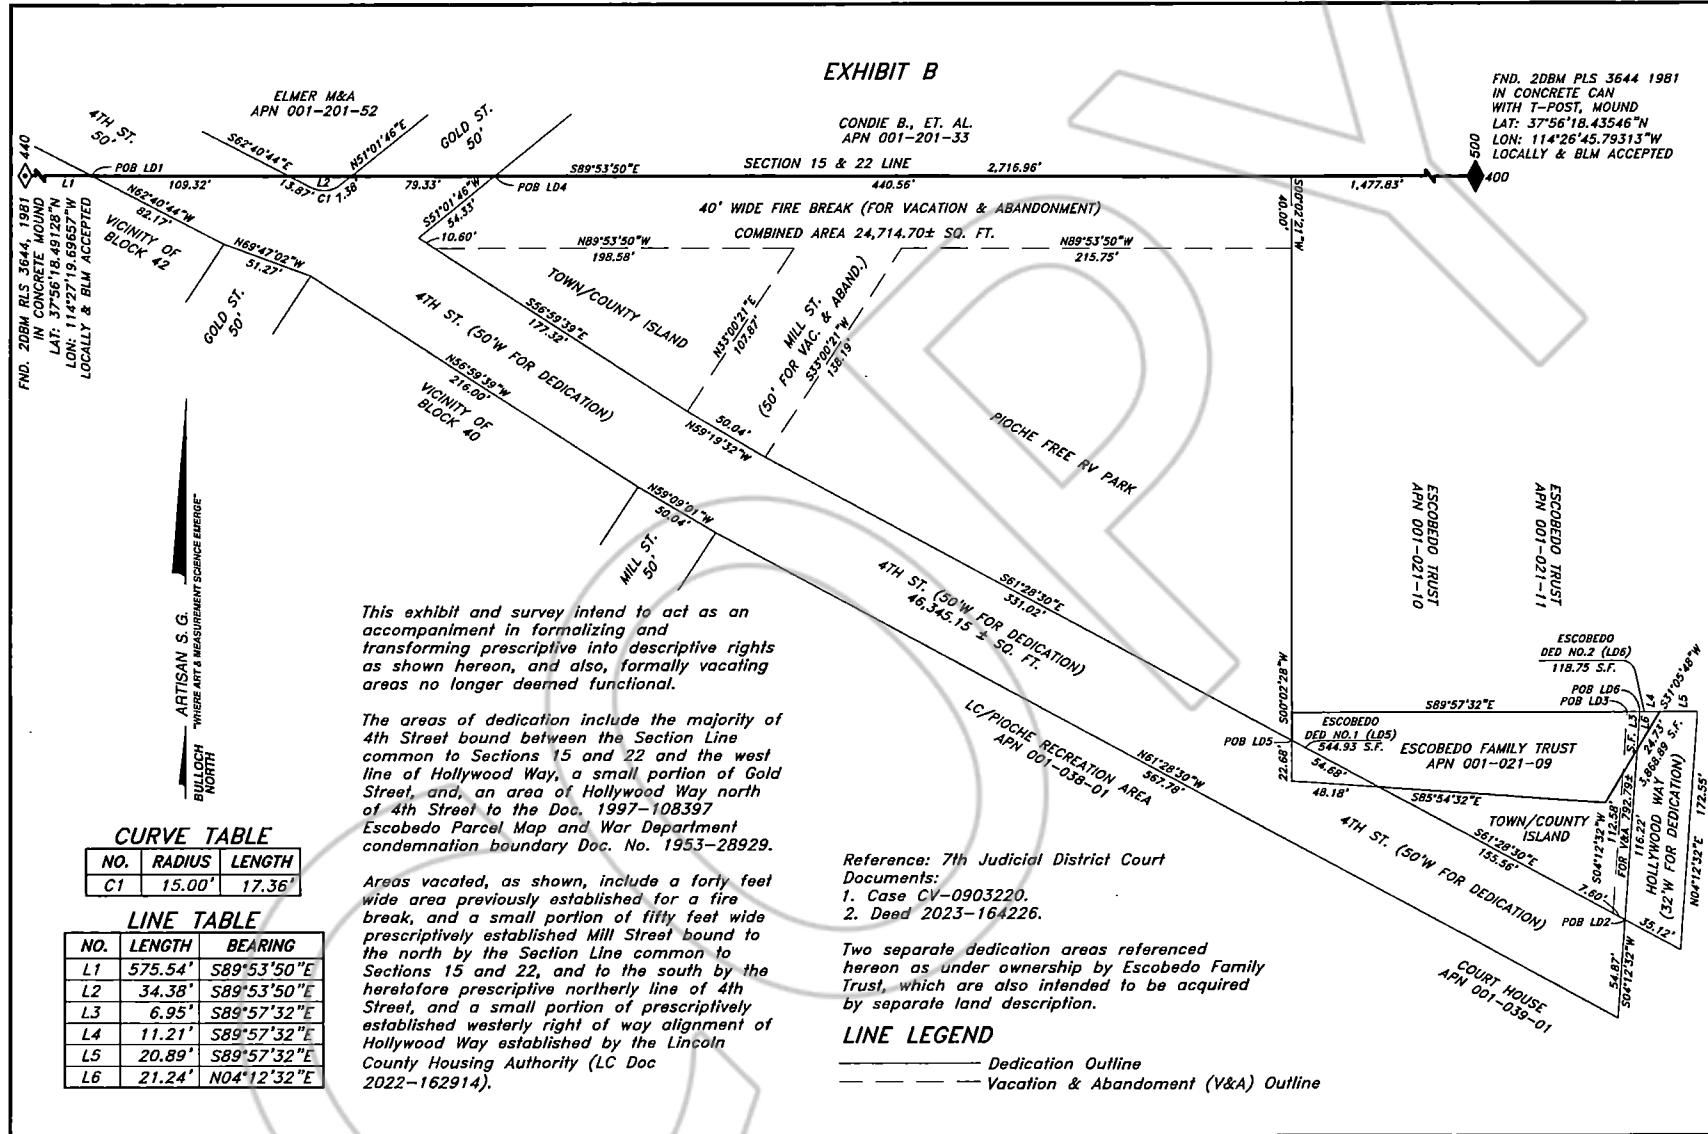 EXHIBIT B
ELMER M&A
APN 001-201-52
4TH ST.
50'
GOLD ST.
50'
CONDIE B., ET. AL.
APN 001-201-33
FND. 2DBM PLS 3644 1981
IN CONCRETE CAN
WITH T-POST, MOUND
LAT: 37°56'18.43546"N
LON: 114°26'45.79313"W
LOCALLY & BLM ACCEPTED
440
500
400
S62°40'44"E
N51°01'46"E
S89°53'50"E
SECTION 15 & 22 LINE
2,716.96'
POB LD1
L1
109.32'
13.87'
L2
C1
7.38'
79.33'
POB LD4
440.56'
1,477.83'
FND. 2DBM RLS 3644, 1981
IN CONCRETE MOUND
LAT: 37°56'18.49128"N
LON: 114°27'19.69657"W
LOCALLY & BLM ACCEPTED
N62°40'44"W
82.17'
VICINITY OF
BLOCK 42
N69°47'02"W
51.27'
GOLD ST.
50'
S51°01'46"W
54.33'
10.60'
40' WIDE FIRE BREAK (FOR VACATION & ABANDONMENT)
COMBINED AREA 24,714.70± SQ. FT.
N89°53'50"W
198.58'
N89°53'50"W
215.75'
S00°02'21"W
40.00'
TOWN/COUNTY ISLAND
S56°59'39"E
177.32'
4TH ST. (50'W FOR DEDICATION)
N56°59'39"W
216.00'
VICINITY OF
BLOCK 40
N33°00'21"E
107.87'
MILL ST.
(50' FOR VAC. & ABAND.)
S33°00'21"W
138.19'
50.04'
N59°19'32"W
PIOCHE FREE RV PARK
N59°09'01"W
50.04'
MILL ST.
50'
4TH ST. (50'W FOR DEDICATION)
46,345.15 ± SQ. FT.
S61°28'30"E
331.02'
LC/PIOCHE RECREATION AREA
APN 001-038-01
N61°28'30"W
567.78'
ESCOBEDO TRUST
APN 001-021-10
ESCOBEDO TRUST
APN 001-021-11
ESCOBEDO
DED NO.2 (LD6)
118.75 S.F.
POB LD6
POB LD3
L3
L6
L4
S31°05'48"W
L5
24.73'
S00°02'28"W
S89°57'32"E
POB LD5
22.68'
ESCOBEDO
DED NO.1 (LD5)
544.93 S.F.
54.68'
48.18'
ESCOBEDO FAMILY TRUST
APN 001-021-09
S85°54'32"E
TOWN/COUNTY
ISLAND
S61°28'30"E
155.56'
4TH ST. (50'W FOR DEDICATION)
S04°12'32"W
112.58'
FOR V&A 792.79± S.F.
116.22'
HOLLYWOOD WAY
(32'W FOR DEDICATION)
3,868.89 S.F.
N04°12'32"E 172.55'
7.60'
POB LD2
35.12'
54.87'
S04°12'32"W
COURT HOUSE
APN 001-039-01
ARTISAN S.G.
"WHERE ART & MEASUREMENT SCIENCE EMERGE"
BULLOCH
NORTH
This exhibit and survey intend to act as an
accompaniment in formalizing and
transforming prescriptive into descriptive rights
as shown hereon, and also, formally vacating
areas no longer deemed functional.
The areas of dedication include the majority of
4th Street bound between the Section Line
common to Sections 15 and 22 and the west
line of Hollywood Way, a small portion of Gold
Street, and, an area of Hollywood Way north
of 4th Street to the Doc. 1997-108397
Escobedo Parcel Map and War Department
condemnation boundary Doc. No. 1953-28929.
Areas vacated, as shown, include a forty feet
wide area previously established for a fire
break, and a small portion of fifty feet wide
prescriptively established Mill Street bound to
the north by the Section Line common to
Sections 15 and 22, and to the south by the
heretofore prescriptive northerly line of 4th
Street, and a small portion of prescriptively
established westerly right of way alignment of
Hollywood Way established by the Lincoln
County Housing Authority (LC Doc
2022-162914).
CURVE TABLE
NO. RADIUS LENGTH
C1 15.00' 17.36'
LINE TABLE
NO. LENGTH BEARING
L1 575.54' S89°53'50"E
L2 34.38' S89°53'50"E
L3 6.95' S89°57'32"E
L4 11.21' S89°57'32"E
L5 20.89' S89°57'32"E
L6 21.24' N04°12'32"E
Reference: 7th Judicial District Court
Documents:
1. Case CV-0903220.
2. Deed 2023-164226.
Two separate dedication areas referenced
hereon as under ownership by Escobedo Family
Trust, which are also intended to be acquired
by separate land description.
LINE LEGEND
Dedication Outline
Vacation & Abandoment (V&A) Outline
COPY